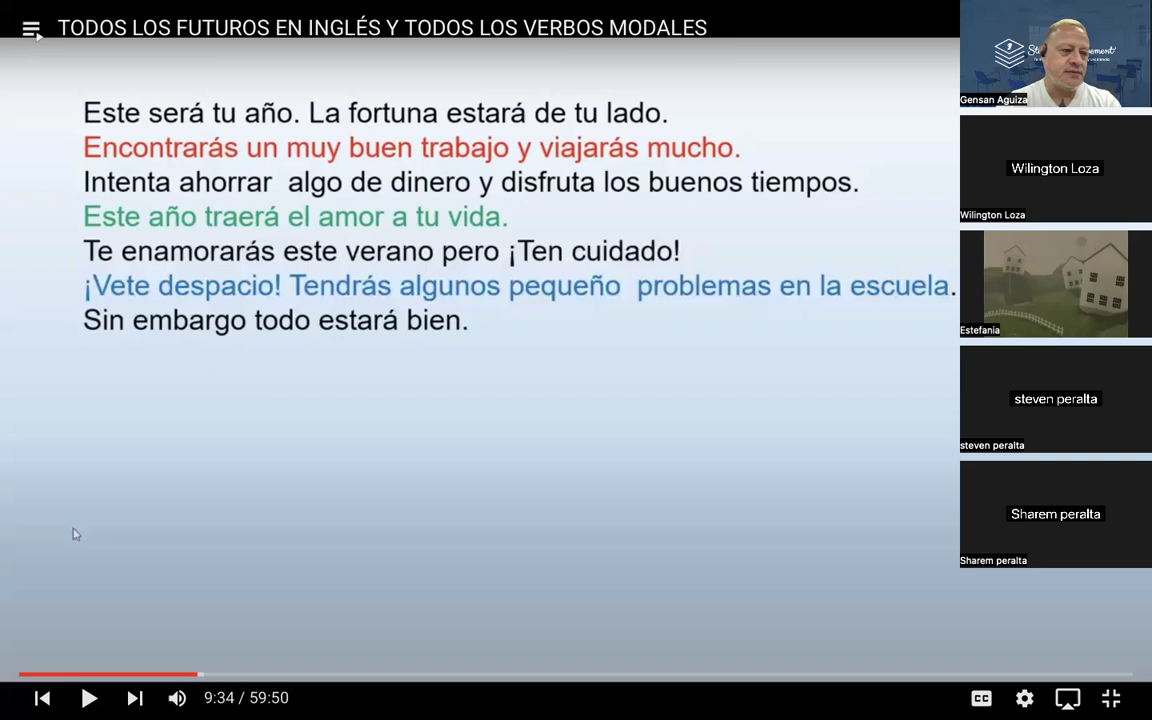 TODOS LOS FUTUROS EN INGLÉS Y TODOS LOS VERBOS MODALES
Este será tu año. La fortuna estará de tu lado.
Encontrarás un muy buen trabajo y viajarás mucho.
Intenta ahorrar  algo de dinero y disfruta los buenos tiempos.
Este año traerá el amor a tu vida.
Te enamorarás este verano pero ¡Ten cuidado!
¡Vete despacio! Tendrás algunos pequeño  problemas en la escuela.
Sin embargo todo estará bien.
Gensan Aguiza
Wilington Loza
Wilington Loza
Estefania
steven peralta
steven peralta
Sharem peralta
Sharem peralta
9:34 / 59:50
CC